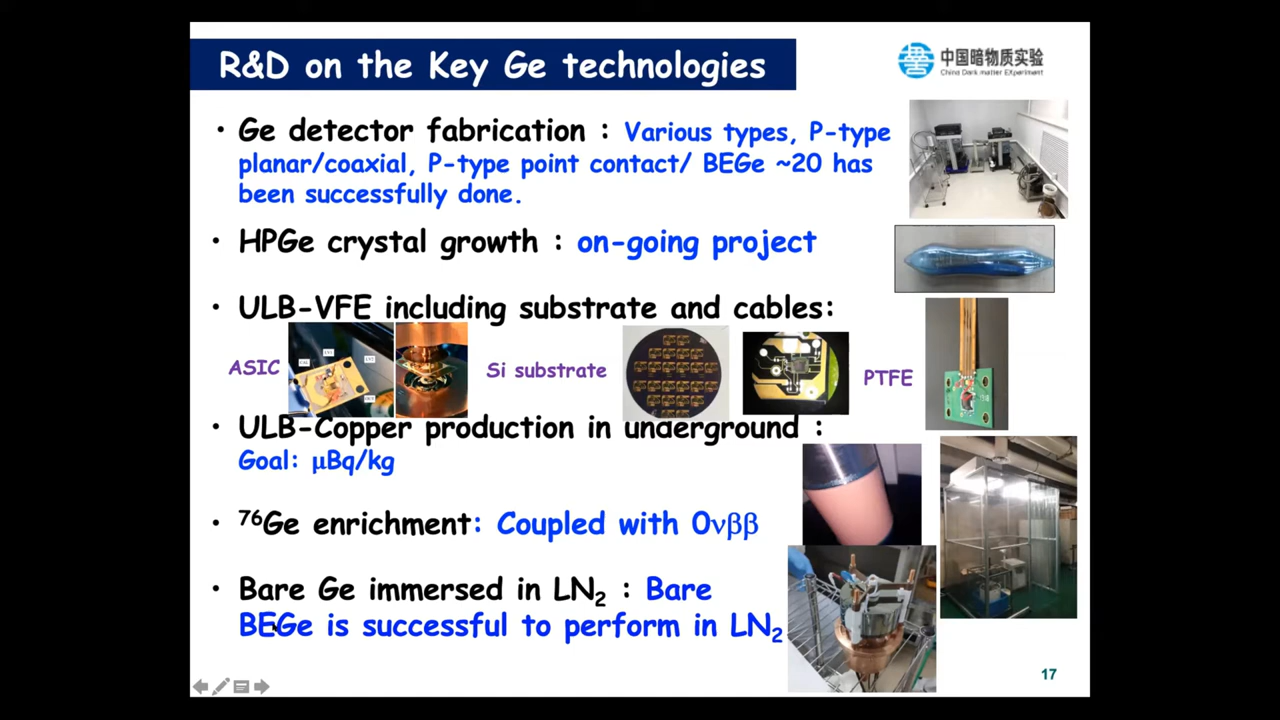 R&D on the Key Ge technologies
中国暗物质实验
China Dark matter EXperiment
• Ge detector fabrication : Various types, P-type
planar/coaxial, P-type point contact/ BEGe ~20 has
been successfully done.
• HPGe crystal growth : on-going project
• ULB-VFE including substrate and cables:
ASIC
Si substrate
PTFE
• ULB-Copper production in underground :
Goal: μBq/kg
• ⁷⁶Ge enrichment: Coupled with 0νββ
• Bare Ge immersed in LN₂ : Bare
BEGe is successful to perform in LN₂
17